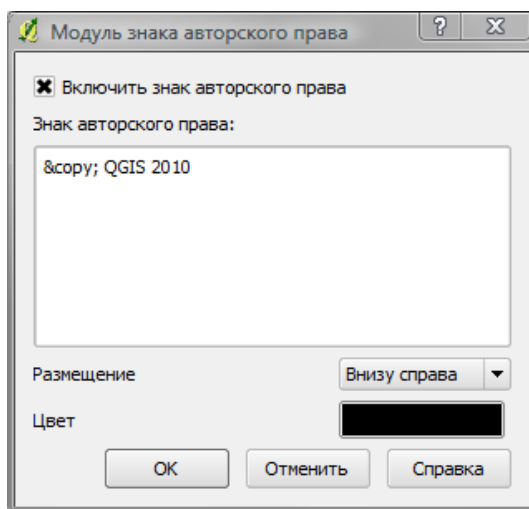 Модуль знака авторского права
Включить знак авторского права
Знак авторского права:
&copy; QGIS 2010
Размещение
Внизу справа
Цвет
OK
Отменить
Справка